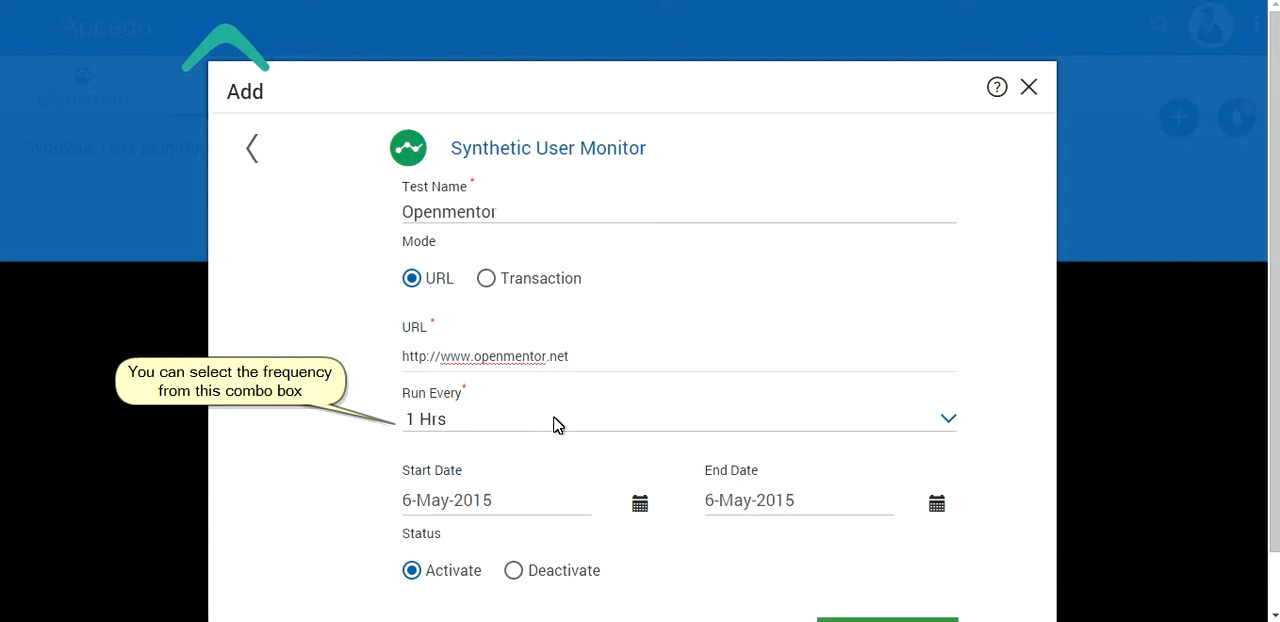 Appedo
Add
Synthetic User Monitor
Test Name *
Openmentor
Mode
URL Transaction
URL *
http://www.openmentor.net
You can select the frequency
from this combo box
Run Every*
1 Hrs
Start Date End Date
6-May-2015 6-May-2015
Status
Activate Deactivate